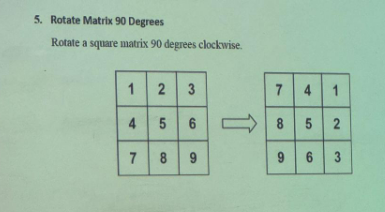 5. Rotate Matrix 90 Degrees
Rotate a square matrix 90 degrees clockwise.
1 2 3
4 5 6
7 8 9
7 4 1
8 5 2
9 6 3